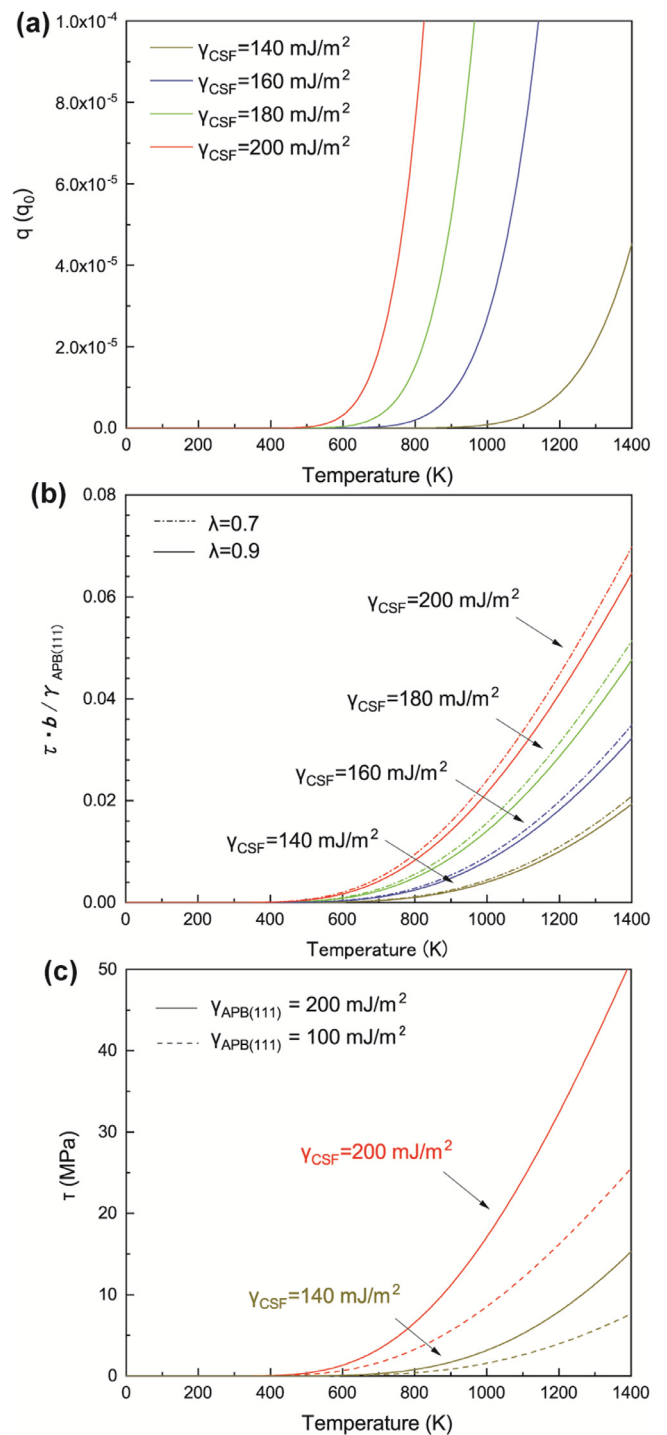 (a)
1.0x10⁻⁴
8.0x10⁻⁵
6.0x10⁻⁵
4.0x10⁻⁵
2.0x10⁻⁵
0.0
q (q₀)
γCSF=140 mJ/m²
γCSF=160 mJ/m²
γCSF=180 mJ/m²
γCSF=200 mJ/m²
0 200 400 600 800 1000 1200 1400
Temperature (K)
(b)
0.08
0.06
0.04
0.02
0.00
τ・b / γ APB(111)
λ=0.7
λ=0.9
γCSF=200 mJ/m²
γCSF=180 mJ/m²
γCSF=160 mJ/m²
γCSF=140 mJ/m²
0 200 400 600 800 1000 1200 1400
Temperature (K)
(c)
50
40
30
20
10
0
τ (MPa)
γAPB(111) = 200 mJ/m²
γAPB(111) = 100 mJ/m²
γCSF=200 mJ/m²
γCSF=140 mJ/m²
0 200 400 600 800 1000 1200 1400
Temperature (K)